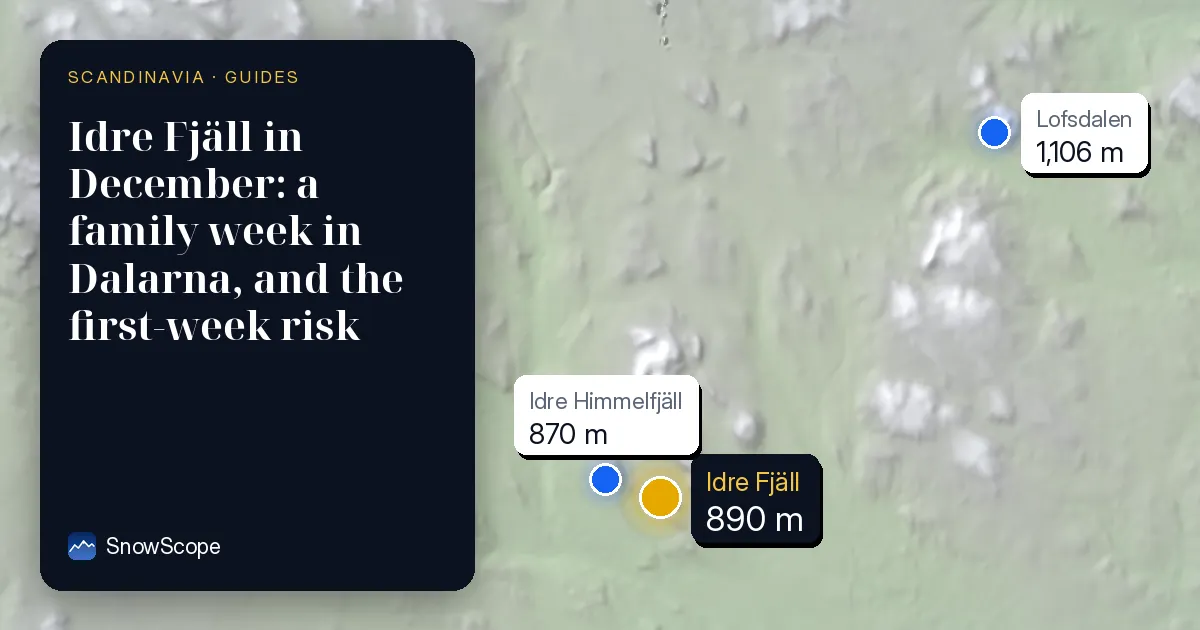 SCANDINAVIA · GUIDES
Idre Fjäll in
December: a
family week in
Dalarna, and the
first-week risk
SnowScope
Lofsdalen
1,106 m
Idre Himmelfjäll
870 m
Idre Fjäll
890 m